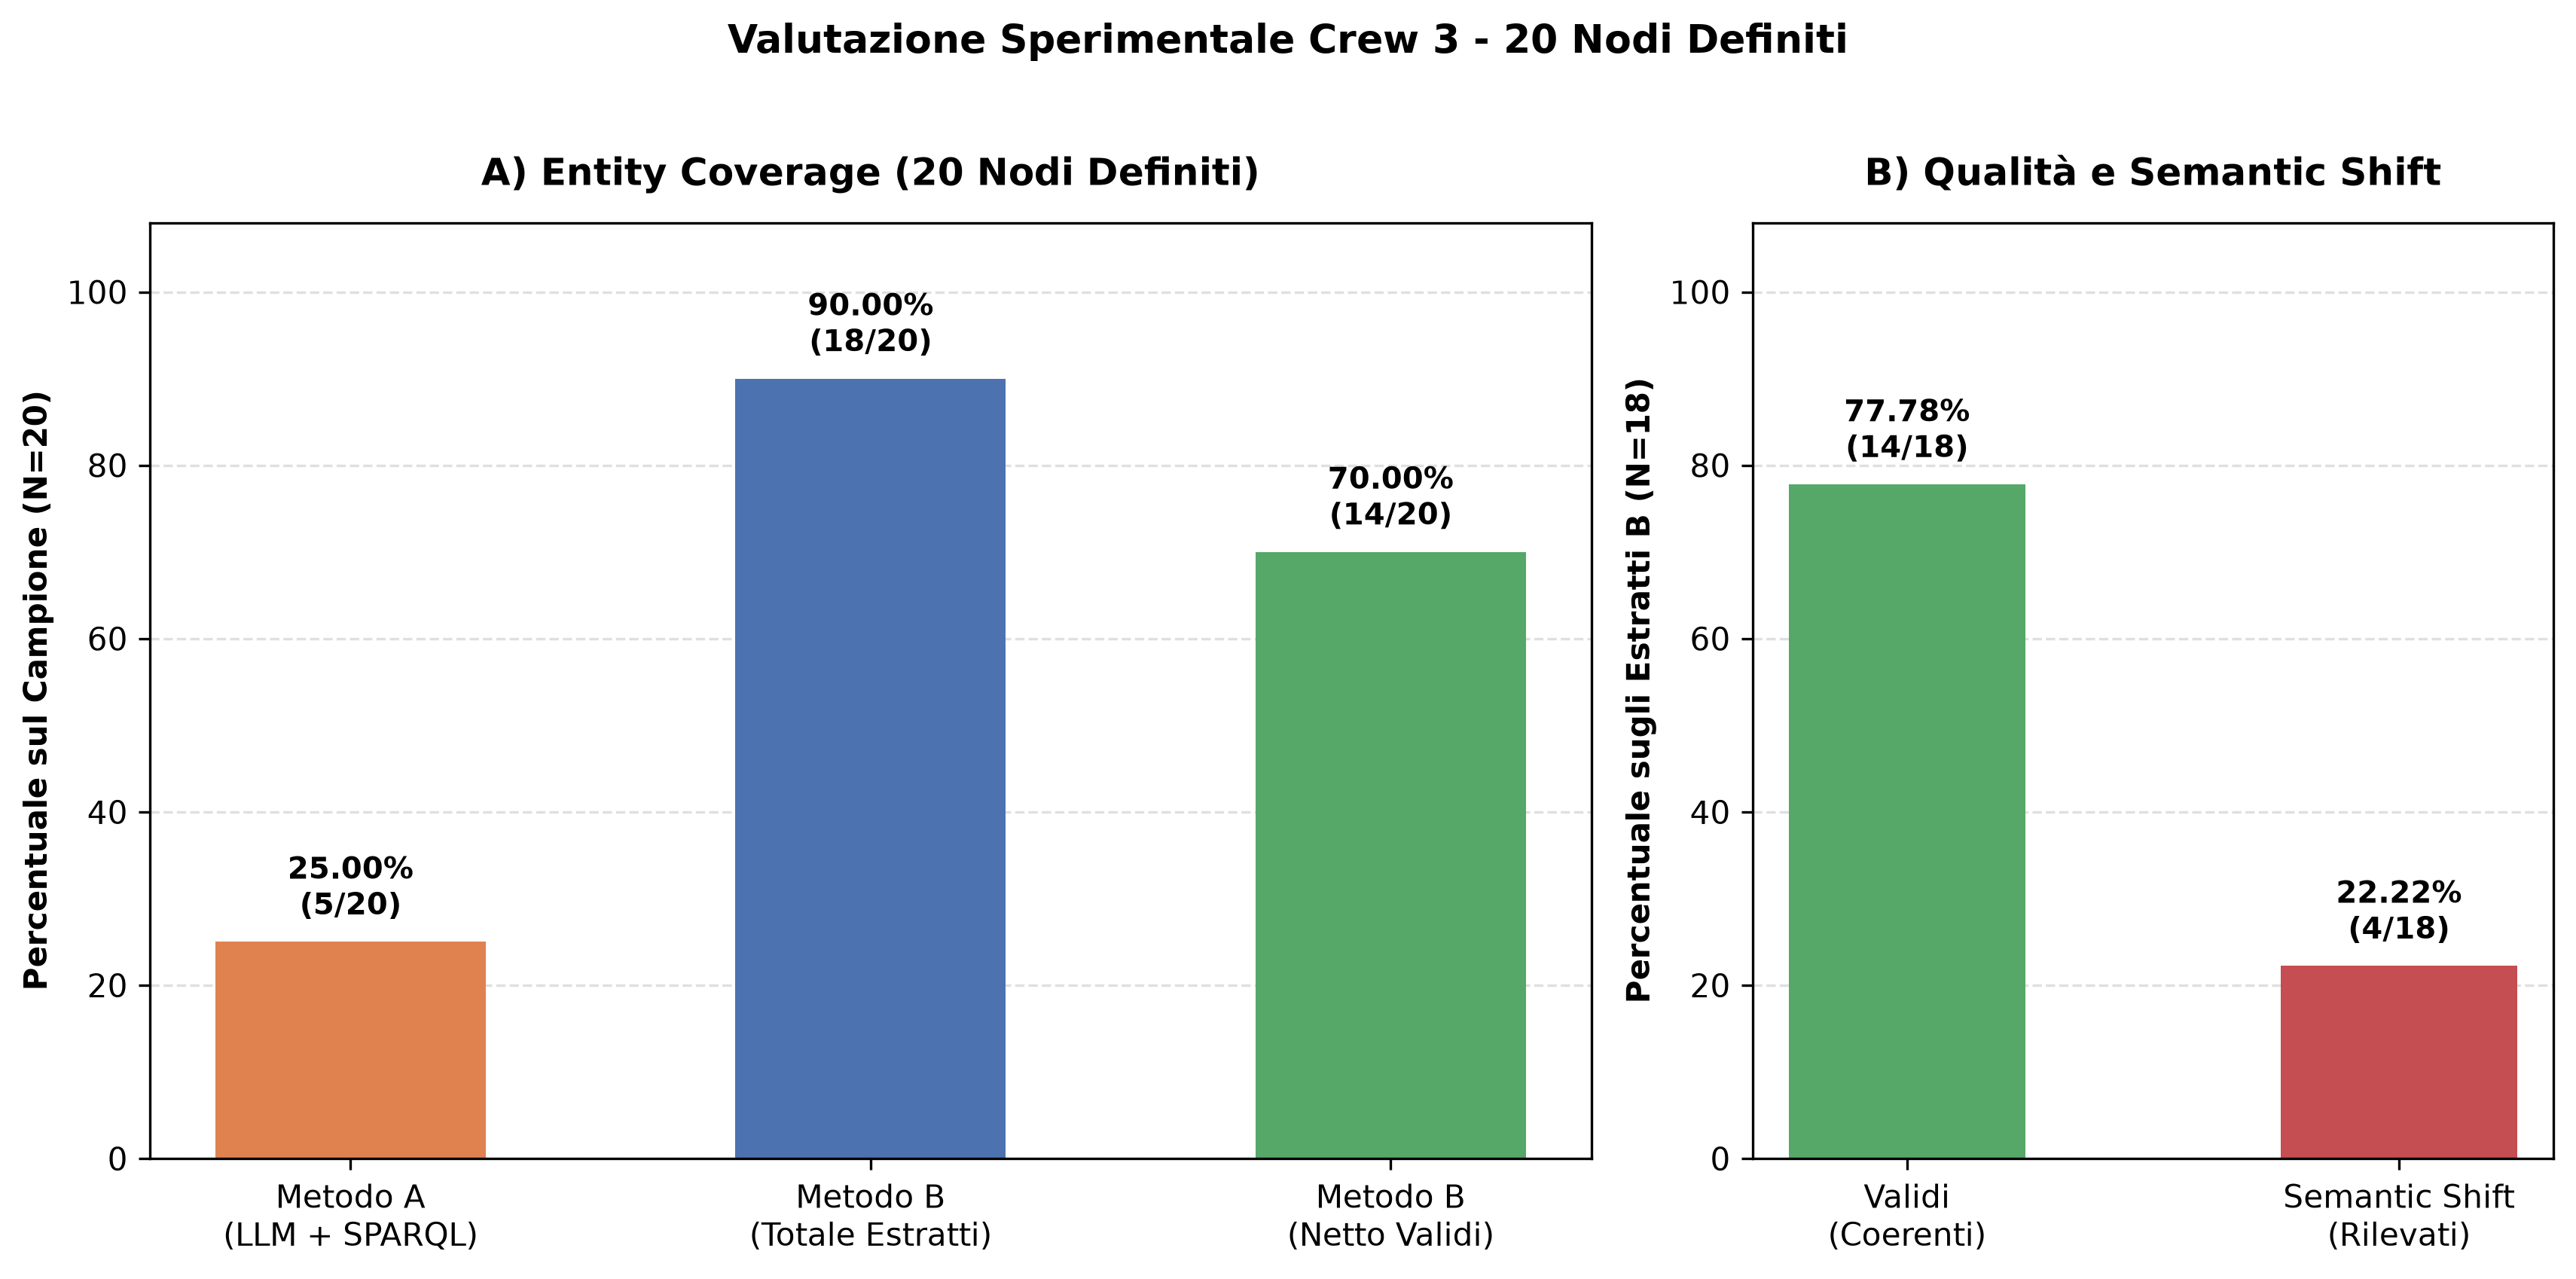 Valutazione Sperimentale Crew 3 - 20 Nodi Definiti
A) Entity Coverage (20 Nodi Definiti)
Percentuale sul Campione (N=20)
100
80
60
40
20
0
25.00%
(5/20)
90.00%
(18/20)
70.00%
(14/20)
Metodo A
(LLM + SPARQL)
Metodo B
(Totale Estratti)
Metodo B
(Netto Validi)
B) Qualità e Semantic Shift
Percentuale sugli Estratti B (N=18)
100
80
60
40
20
0
77.78%
(14/18)
22.22%
(4/18)
Validi
(Coerenti)
Semantic Shift
(Rilevati)